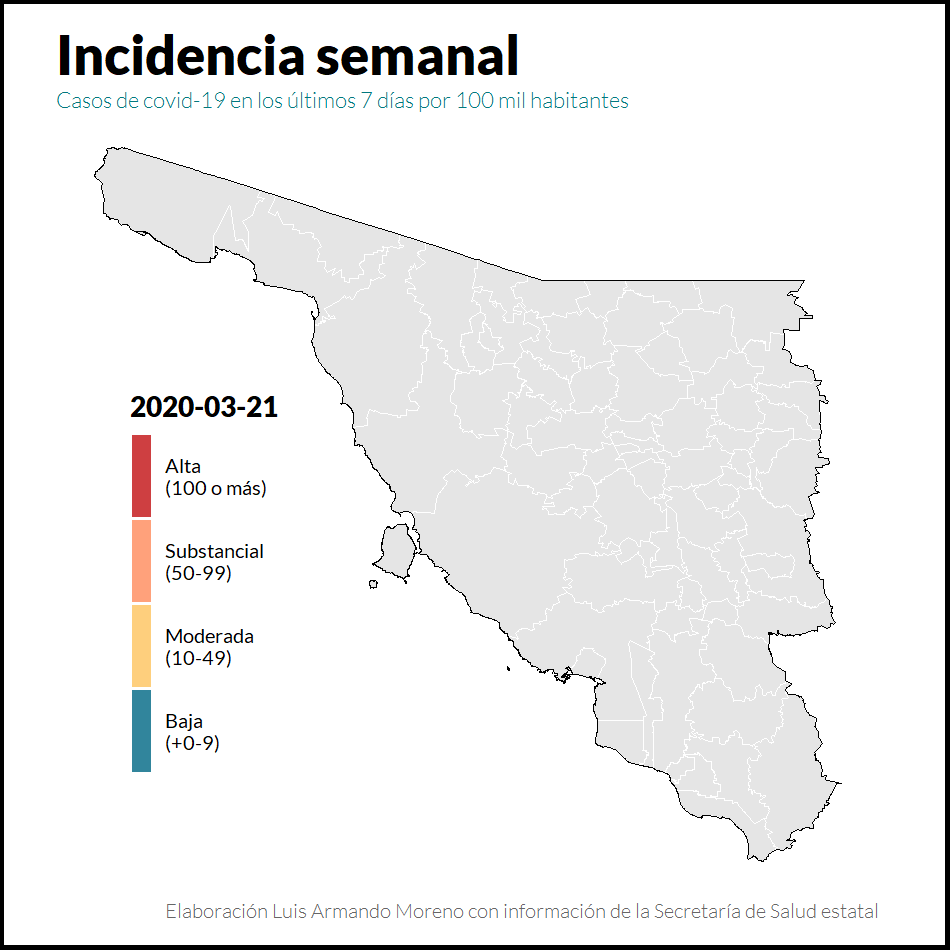 Incidencia semanal
Casos de covid-19 en los últimos 7 días por 100 mil habitantes
2020-03-21
Alta
(100 o más)
Substancial
(50-99)
Moderada
(10-49)
Baja
(+0-9)
Elaboración Luis Armando Moreno con información de la Secretaría de Salud estatal